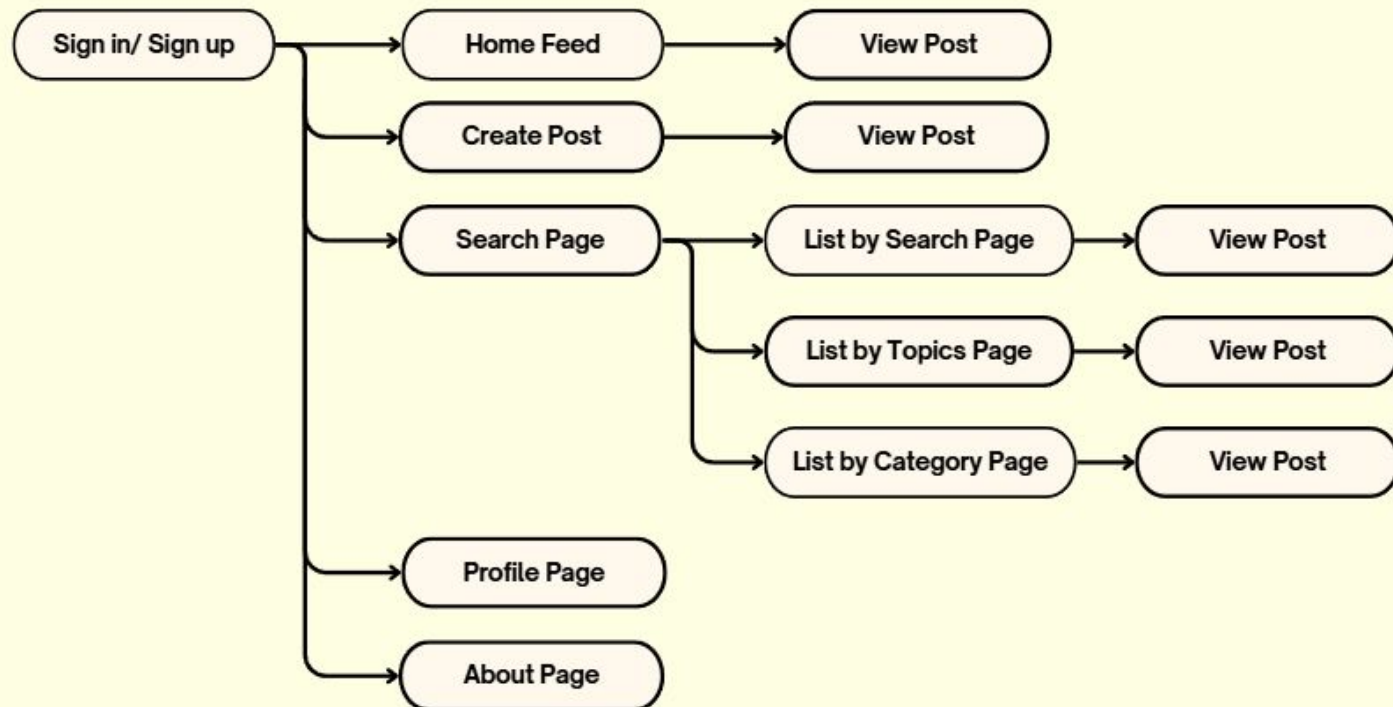 Sign in/ Sign up
Home Feed
View Post
Create Post
View Post
Search Page
List by Search Page
View Post
List by Topics Page
View Post
List by Category Page
View Post
Profile Page
About Page